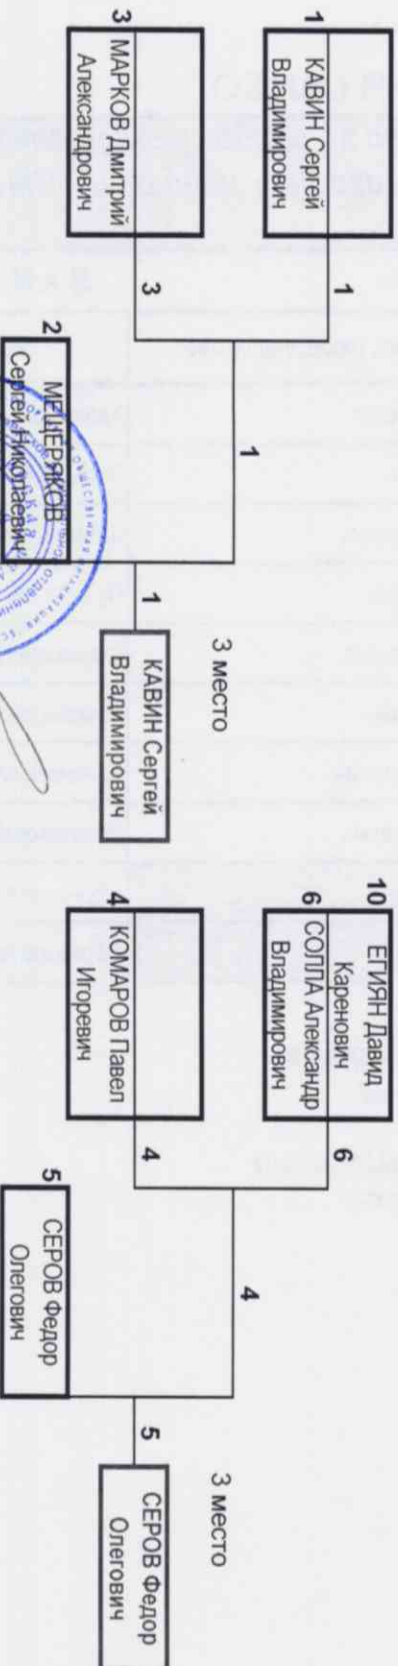 1
КАВИН Сергей
Владимирович
1
3
МАРКОВ Дмитрий
Александрович
3
1
2
МЕЩЕРЯКОВ
Сергей Николаевич
1
3 место
КАВИН Сергей
Владимирович
10
ЕГИЯН Давид
Каренович
6
СОЛЛА Александр
Владимирович
6
4
КОМАРОВ Павел
Игоревич
4
4
5
СЕРОВ Федор
Олегович
5
3 место
СЕРОВ Федор
Олегович